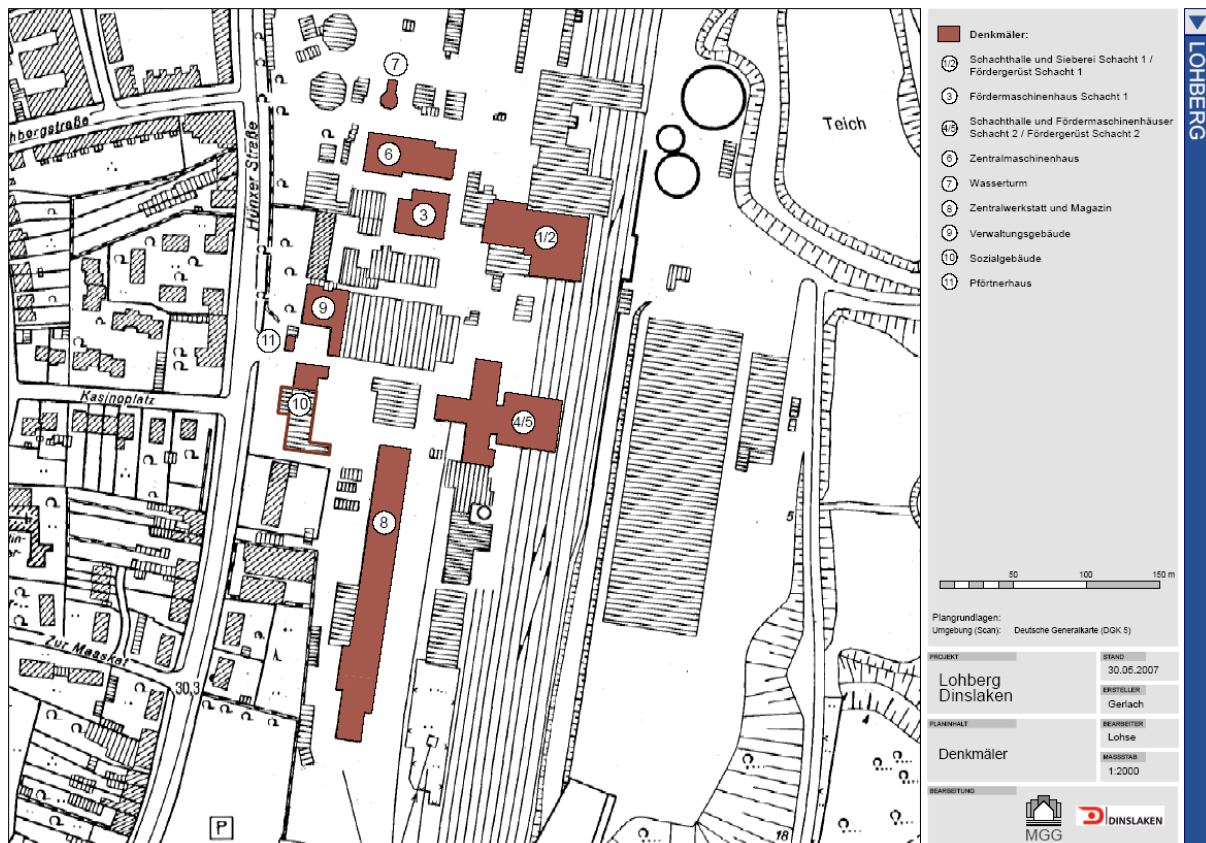 7
6
3
1/2
9
11
10
4/5
8
Hünxer Straße
Teich
Kasinoplatz
30,3
5
4
18
P
Denkmäler:
1/2 Schachthalle und Sieberei Schacht 1 /
Fördergerüst Schacht 1
3 Fördermaschinenhaus Schacht 1
4/5 Schachthalle und Fördermaschinenhäuser
Schacht 2 / Fördergerüst Schacht 2
6 Zentralmaschinenhaus
7 Wasserturm
8 Zentralwerkstatt und Magazin
9 Verwaltungsgebäude
10 Sozialgebäude
11 Pförtnerhaus
50 100 150 m
Plangrundlagen:
Umgebung (Scan): Deutsche Generalkarte (DGK 5)
PROJEKT
Lohberg
Dinslaken
STAND
30.05.2007
ERSTELLER
Gerlach
PLANINHALT
Denkmäler
BEARBEITER
Lohse
MASSSTAB
1:2000
BEARBEITUNG
MGG
DINSLAKEN
LOHBERG